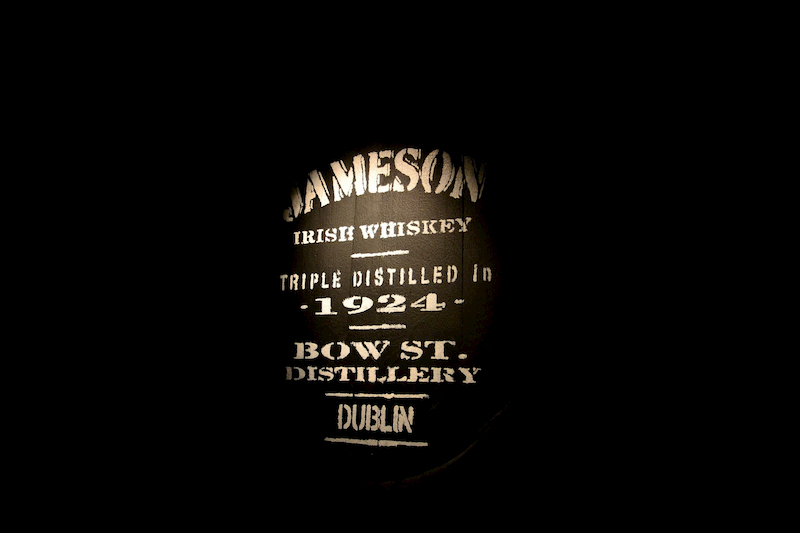 JAMESON
IRISH WHISKEY
TRIPLE DISTILLED in
-1924-
BOW ST.
DISTILLERY
DUBLIN